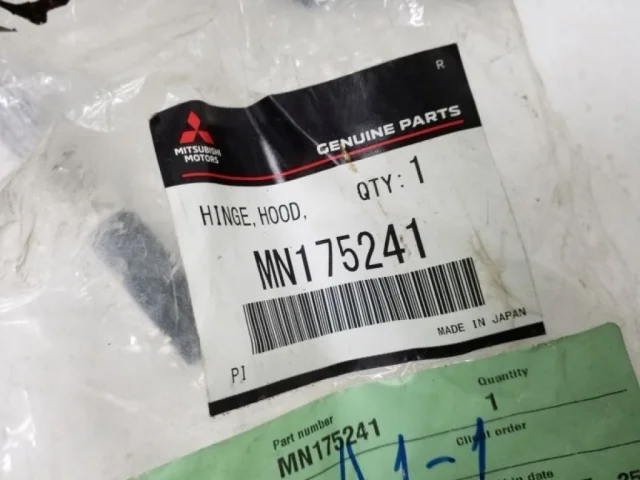 R
MITSUBISHI
MOTORS
GENUINE PARTS
HINGE, HOOD,
QTY: 1
MN175241
MADE IN JAPAN
PI
Part number
Quantity
MN175241
1
Client order
date